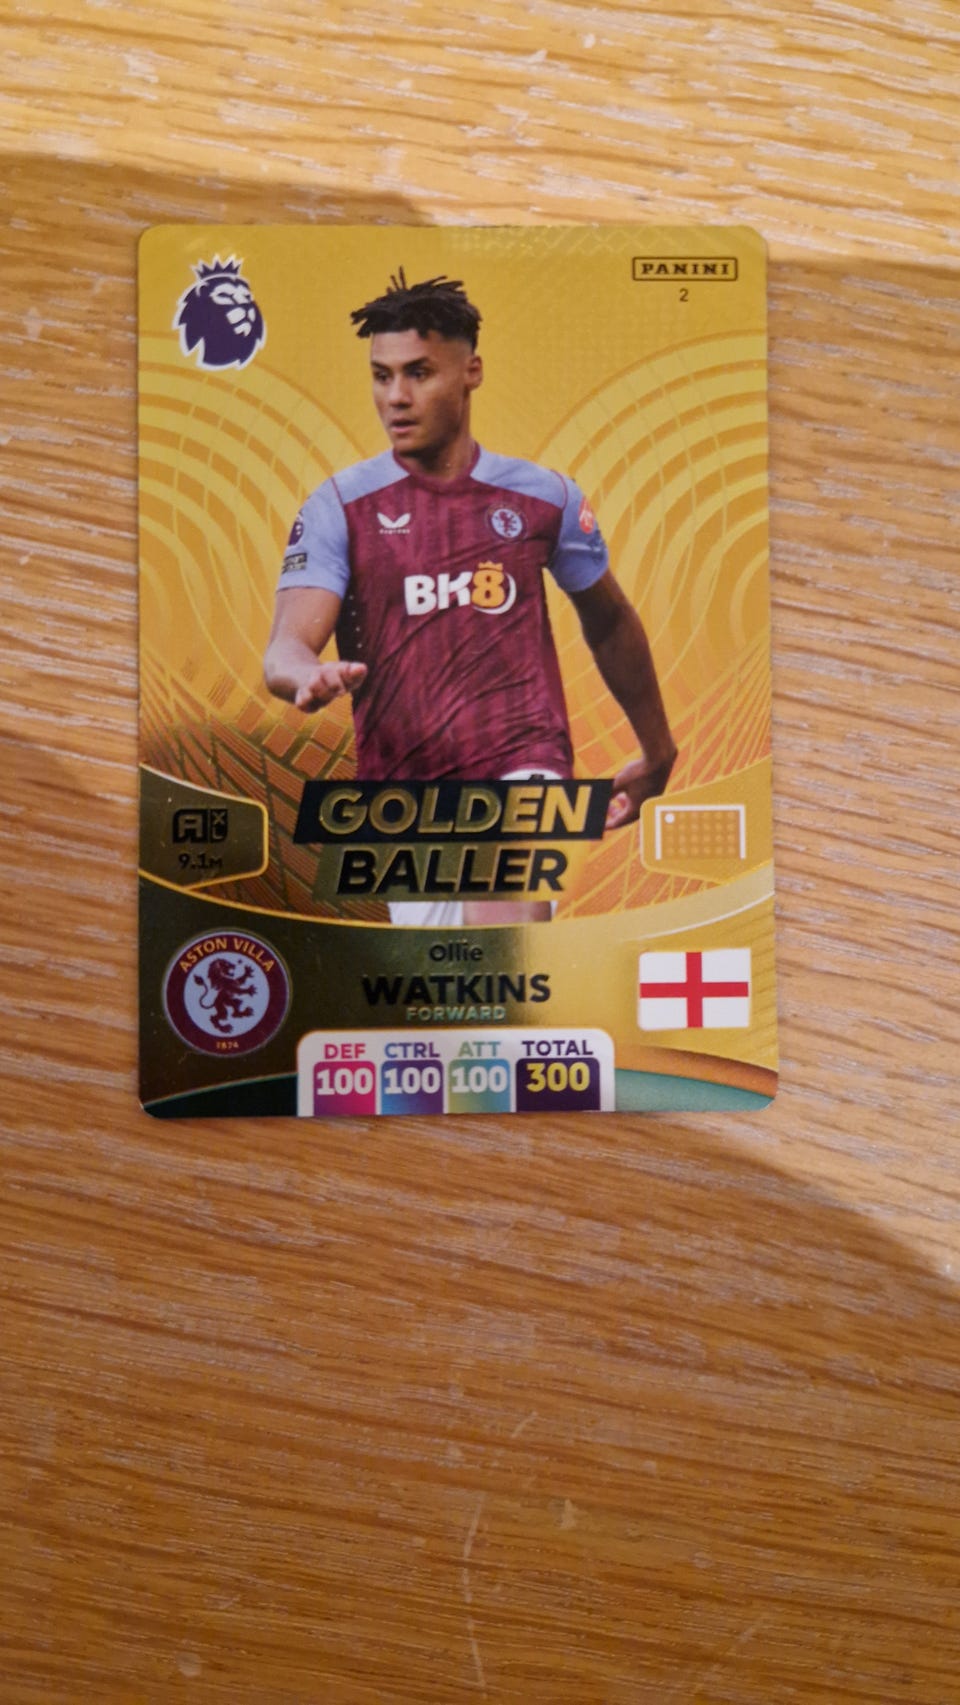 PANINI
2
BK8
GOLDEN
BALLER
A XL
9.1M
ASTON VILLA
1874
Ollie
WATKINS
FORWARD
DEF CTRL ATT TOTAL
100 100 100 300